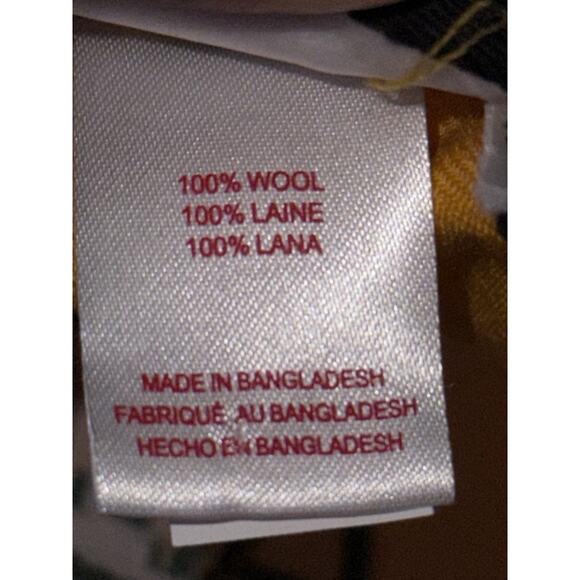 100% WOOL
100% LAINE
100% LANA
MADE IN BANGLADESH
FABRIQUÉ AU BANGLADESH
HECHO EN BANGLADESH